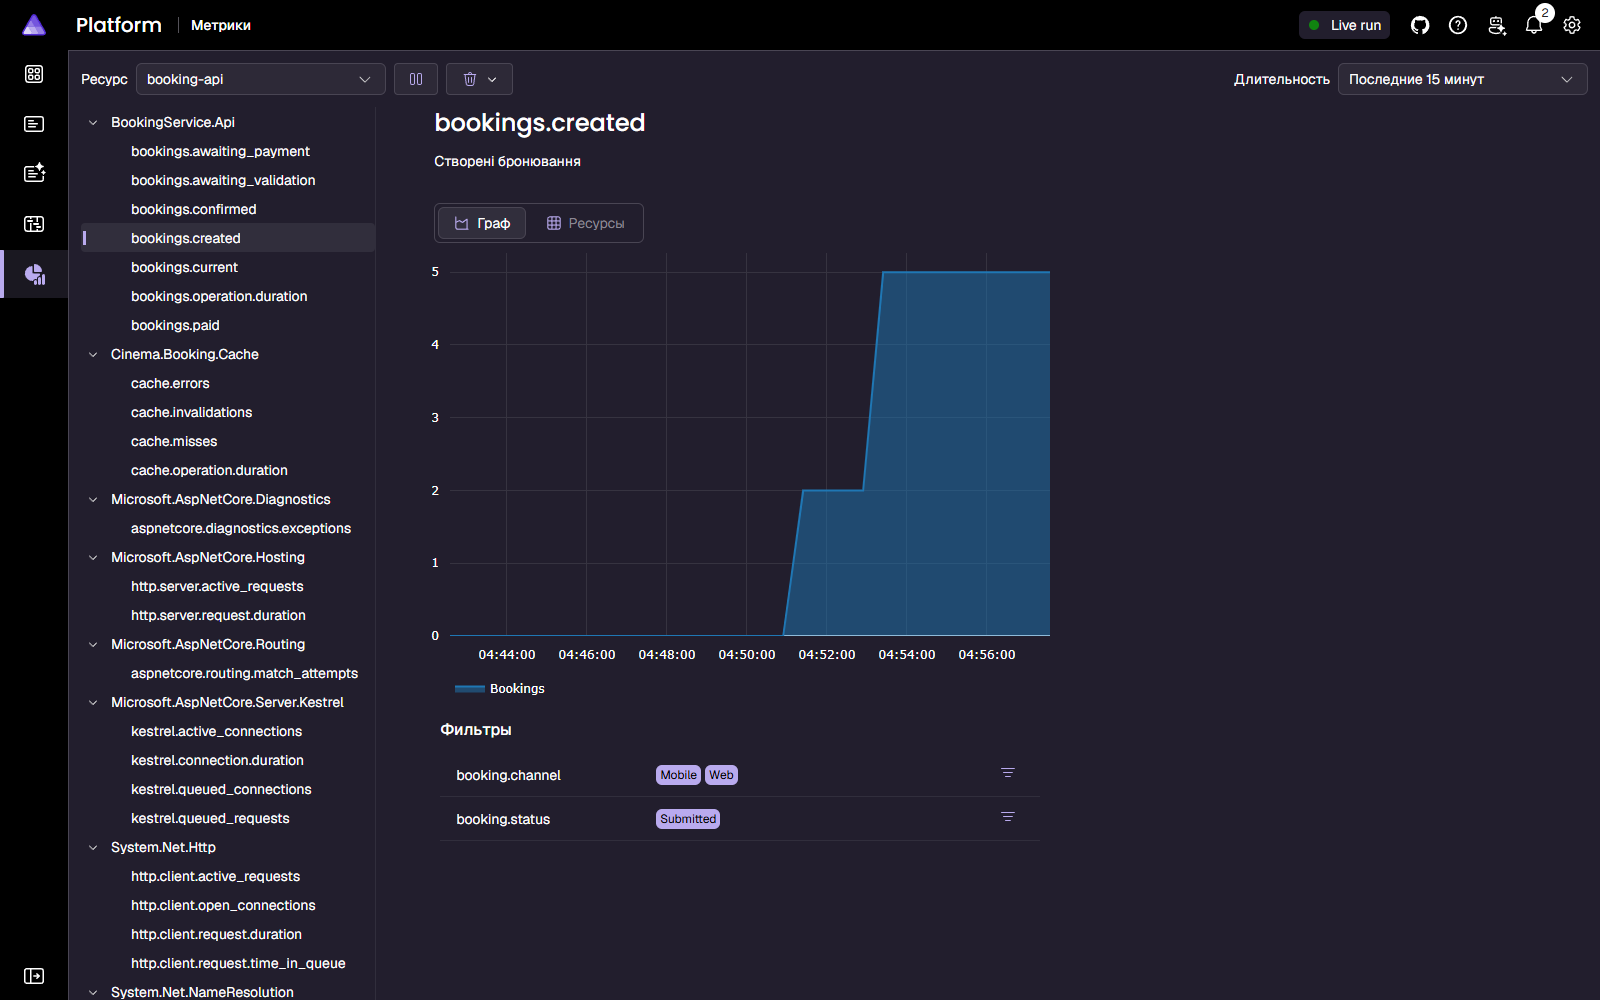 Platform
Метрики
Live run
2
Ресурс
booking-api
Длительность
Последние 15 минут
BookingService.Api
bookings.awaiting_payment
bookings.awaiting_validation
bookings.confirmed
bookings.created
bookings.current
bookings.operation.duration
bookings.paid
Cinema.Booking.Cache
cache.errors
cache.invalidations
cache.misses
cache.operation.duration
Microsoft.AspNetCore.Diagnostics
aspnetcore.diagnostics.exceptions
Microsoft.AspNetCore.Hosting
http.server.active_requests
http.server.request.duration
Microsoft.AspNetCore.Routing
aspnetcore.routing.match_attempts
Microsoft.AspNetCore.Server.Kestrel
kestrel.active_connections
kestrel.connection.duration
kestrel.queued_connections
kestrel.queued_requests
System.Net.Http
http.client.active_requests
http.client.open_connections
http.client.request.duration
http.client.request.time_in_queue
System.Net.NameResolution
bookings.created
Створені бронювання
Граф
Ресурсы
5
4
3
2
1
0
04:44:00 04:46:00 04:48:00 04:50:00 04:52:00 04:54:00 04:56:00
Bookings
Фильтры
booking.channel Mobile Web
booking.status Submitted